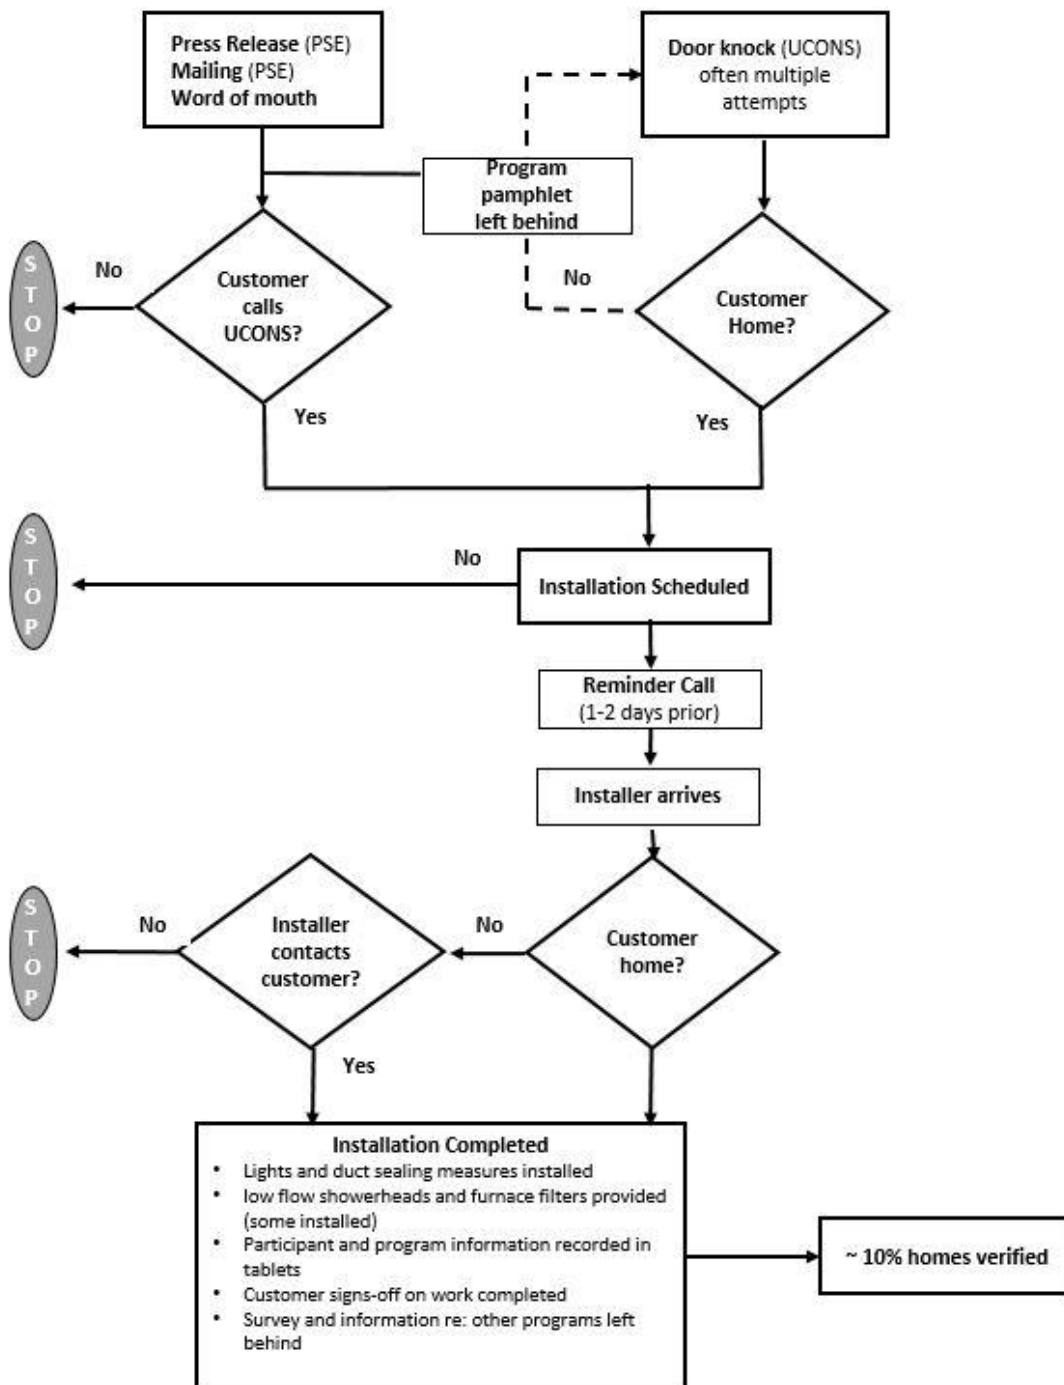 Press Release (PSE)
Mailing (PSE)
Word of mouth
Door knock (UCONS)
often multiple
attempts
Program
pamphlet
left behind
S
T
O
P
No
Customer
calls
UCONS?
No
Customer
Home?
Yes
Yes
S
T
O
P
No
Installation Scheduled
Reminder Call
(1-2 days prior)
Installer arrives
S
T
O
P
No
Installer
contacts
customer?
No
Customer
home?
Yes
Installation Completed
• Lights and duct sealing measures installed
• low flow showerheads and furnace filters provided
(some installed)
• Participant and program information recorded in
tablets
• Customer signs-off on work completed
• Survey and information re: other programs left
behind
~ 10% homes verified